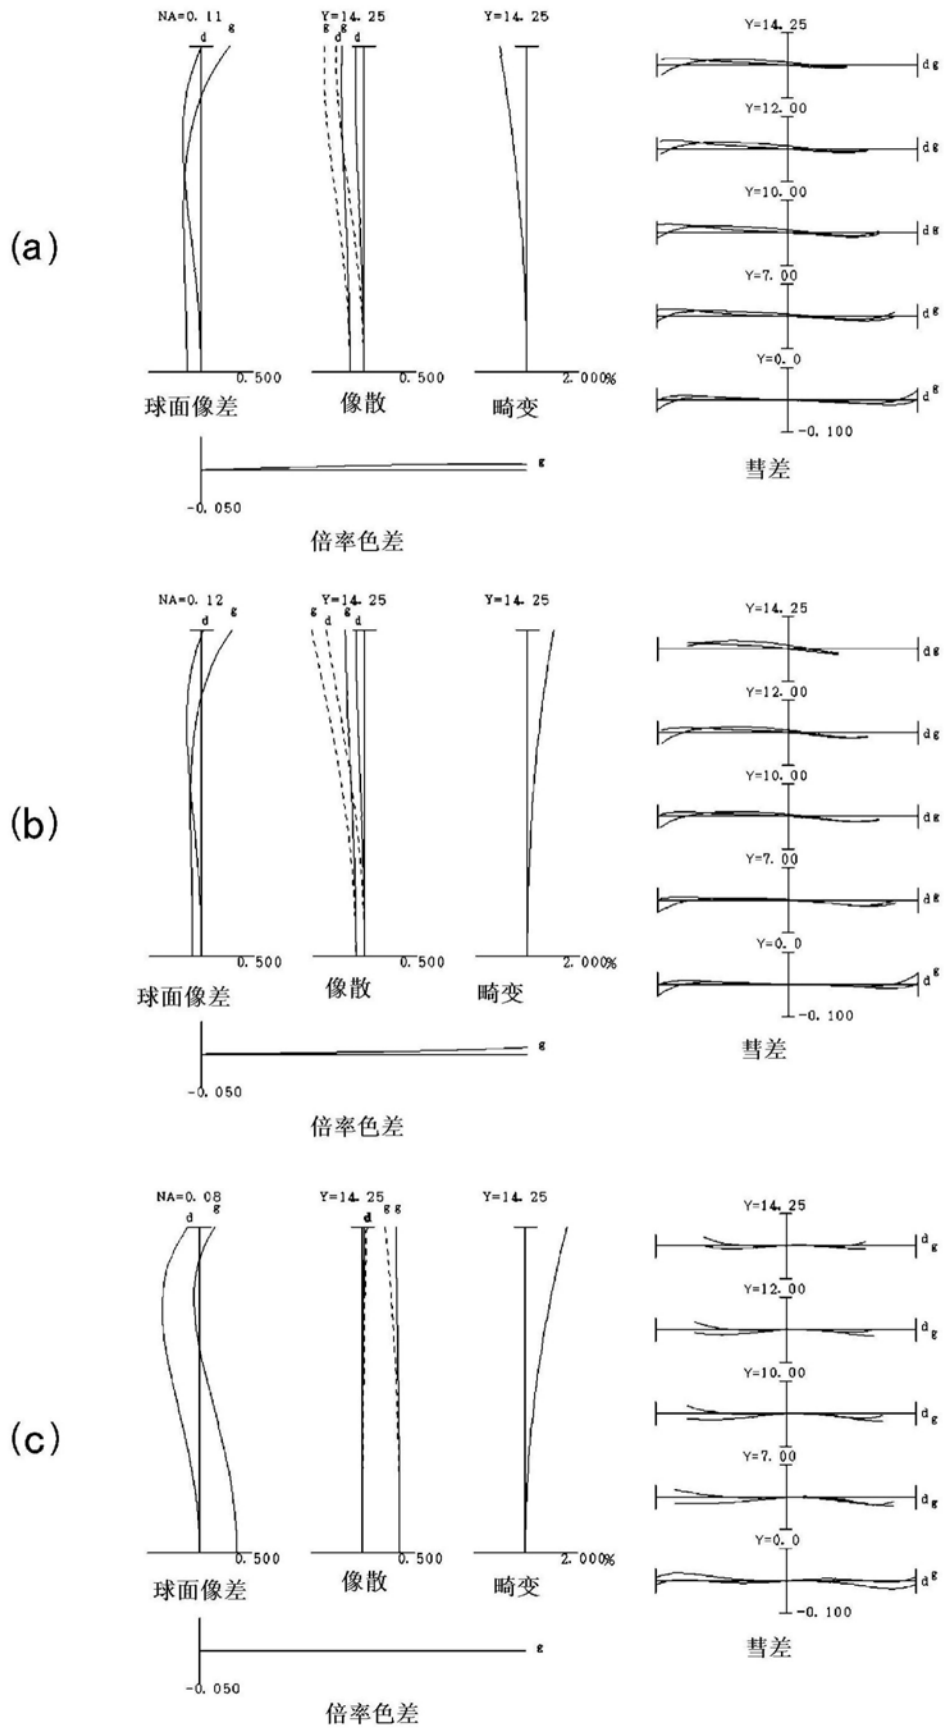 (a)
NA=0.11
d
g
0.500
球面像差
Y=14.25
g d g d
0.500
像散
Y=14.25
2.000%
畸变
Y=14.25
d g
Y=12.00
d g
Y=10.00
d g
Y=7.00
d g
Y=0.0
d g
-0.100
彗差
g
-0.050
倍率色差
(b)
NA=0.12
d
g
0.500
球面像差
Y=14.25
g d g d
0.500
像散
Y=14.25
2.000%
畸变
Y=14.25
d g
Y=12.00
d g
Y=10.00
d g
Y=7.00
d g
Y=0.0
d g
-0.100
彗差
g
-0.050
倍率色差
(c)
NA=0.08
d g
0.500
球面像差
Y=14.25
d g g
0.500
像散
Y=14.25
2.000%
畸变
Y=14.25
d g
Y=12.00
d g
Y=10.00
d g
Y=7.00
d g
Y=0.0
d g
-0.100
彗差
g
-0.050
倍率色差